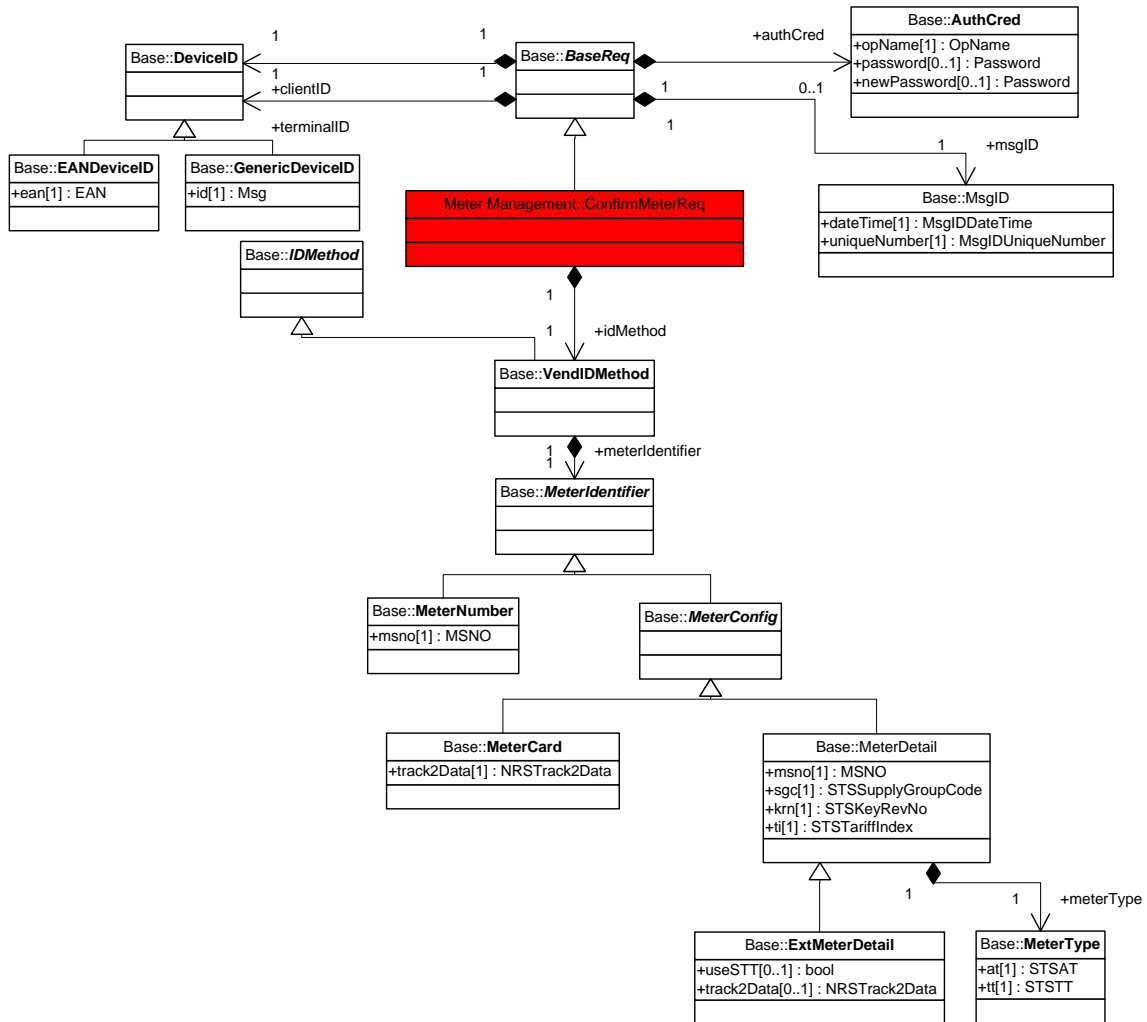 Base::AuthCred
+opName[1] : OpName
+password[0..1] : Password
+newPassword[0..1] : Password
1
1
+authCred
Base::DeviceID
Base::BaseReq
1
1
+clientID
1
0..1
+terminalID
1
1
+msgID
Base::EANDeviceID
+ean[1] : EAN
Base::GenericDeviceID
+id[1] : Msg
Base::MsgID
+dateTime[1] : MsgIDDateTime
+uniqueNumber[1] : MsgIDUniqueNumber
Meter Management::ConfirmMeterReq
Base::IDMethod
1
1
+idMethod
Base::VendIDMethod
1
+meterIdentifier
1
Base::MeterIdentifier
Base::MeterNumber
+msno[1] : MSNO
Base::MeterConfig
Base::MeterCard
+track2Data[1] : NRSTrack2Data
Base::MeterDetail
+msno[1] : MSNO
+sgc[1] : STSSupplyGroupCode
+krn[1] : STSKeyRevNo
+ti[1] : STSTariffIndex
1
1
+meterType
Base::ExtMeterDetail
+useSTT[0..1] : bool
+track2Data[0..1] : NRSTrack2Data
Base::MeterType
+at[1] : STSAT
+tt[1] : STSTT